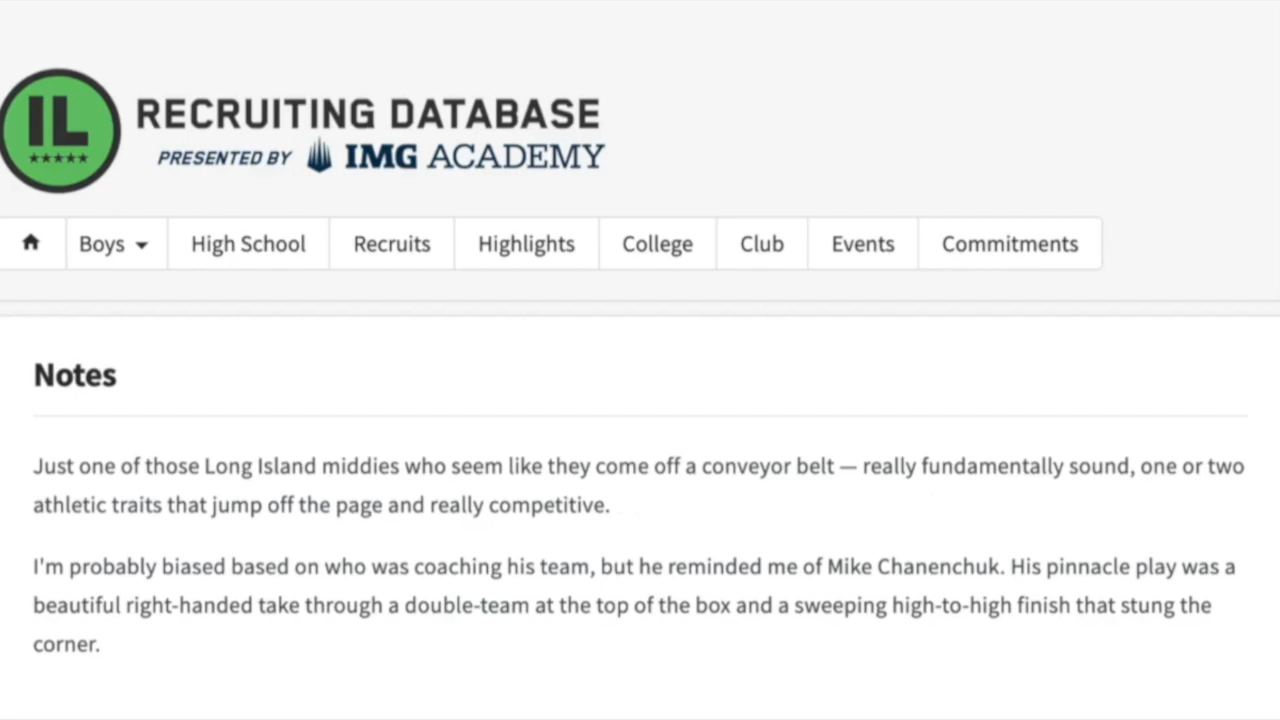 IL
★★★★★
RECRUITING DATABASE
PRESENTED BY IMG ACADEMY
Boys High School Recruits Highlights College Club Events Commitments
Notes
Just one of those Long Island middies who seem like they come off a conveyor belt — really fundamentally sound, one or two
athletic traits that jump off the page and really competitive.
I'm probably biased based on who was coaching his team, but he reminded me of Mike Chanenchuk. His pinnacle play was a
beautiful right-handed take through a double-team at the top of the box and a sweeping high-to-high finish that stung the
corner.